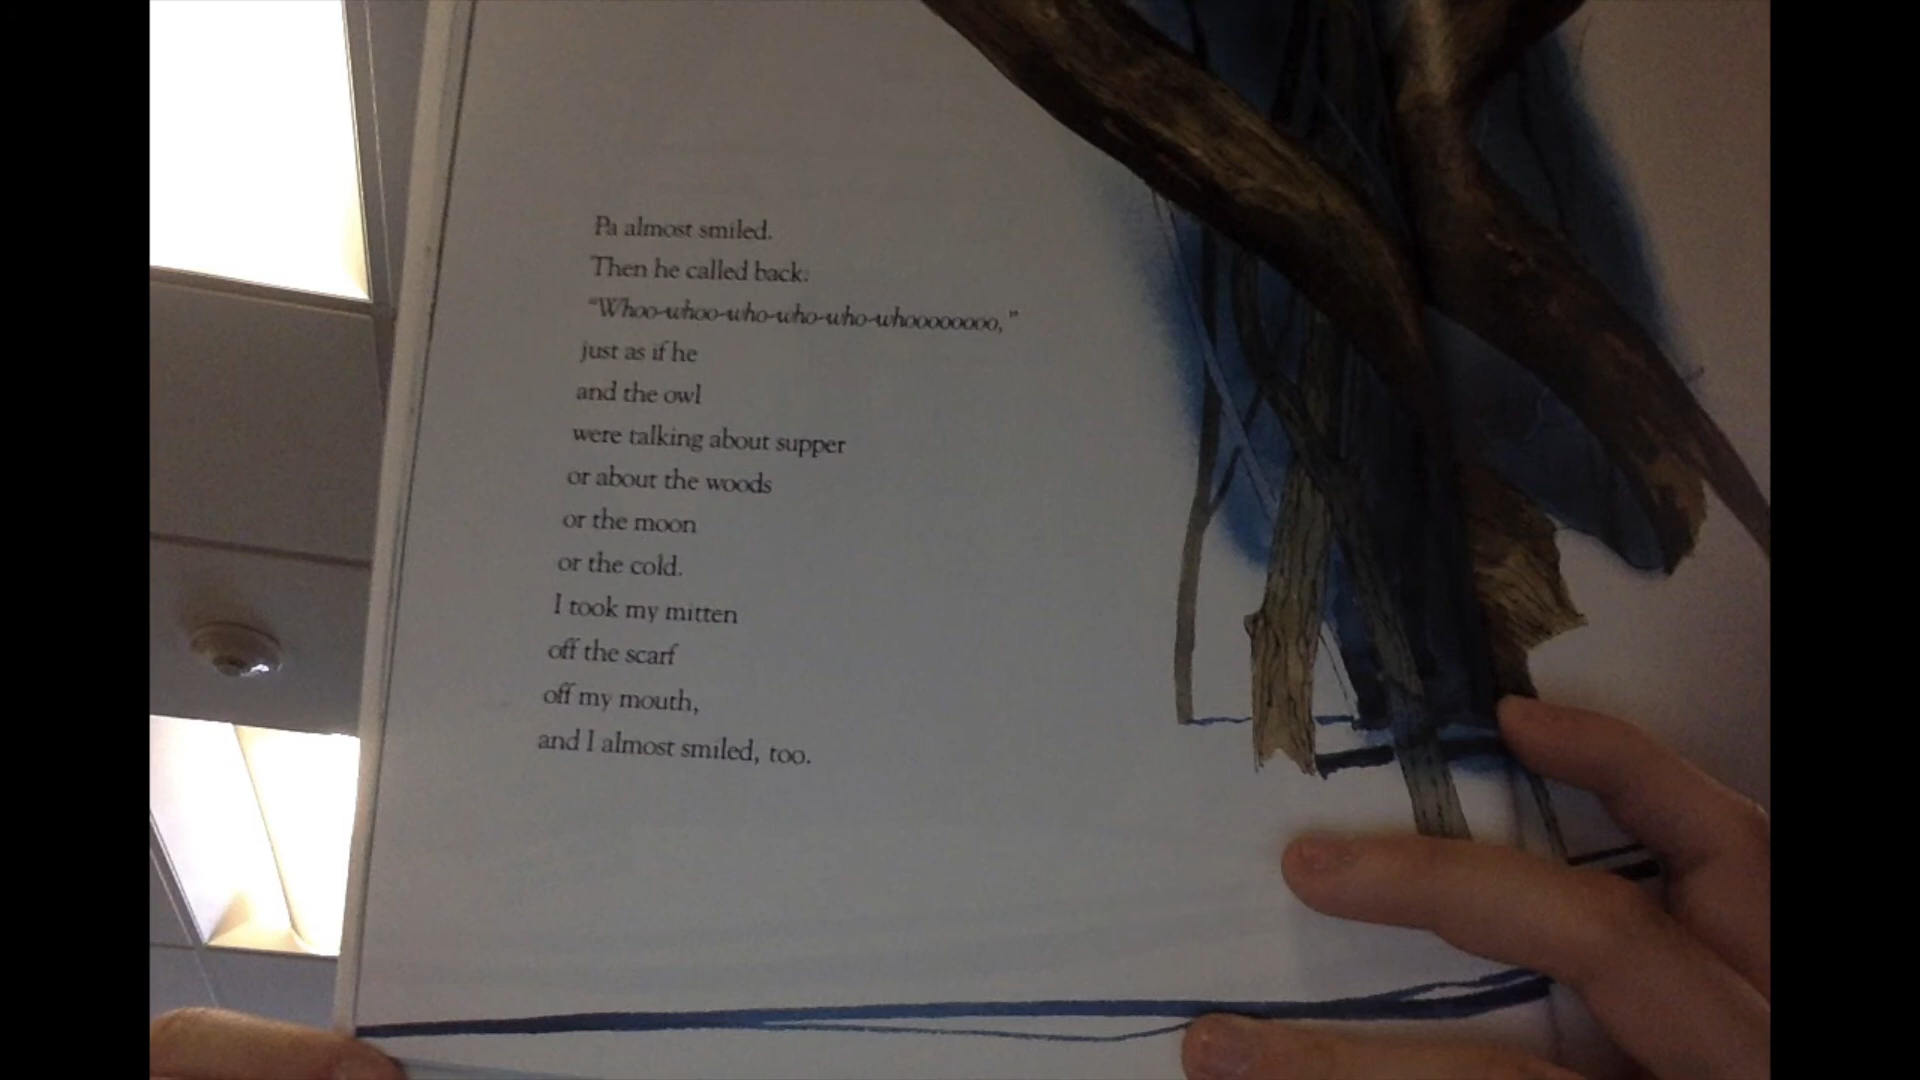 Pa almost smiled.
Then he called back:
“Whoo-whoo-who-who-who-whoooooooo,”
just as if he
and the owl
were talking about supper
or about the woods
or the moon
or the cold.
I took my mitten
off the scarf
off my mouth,
and I almost smiled, too.